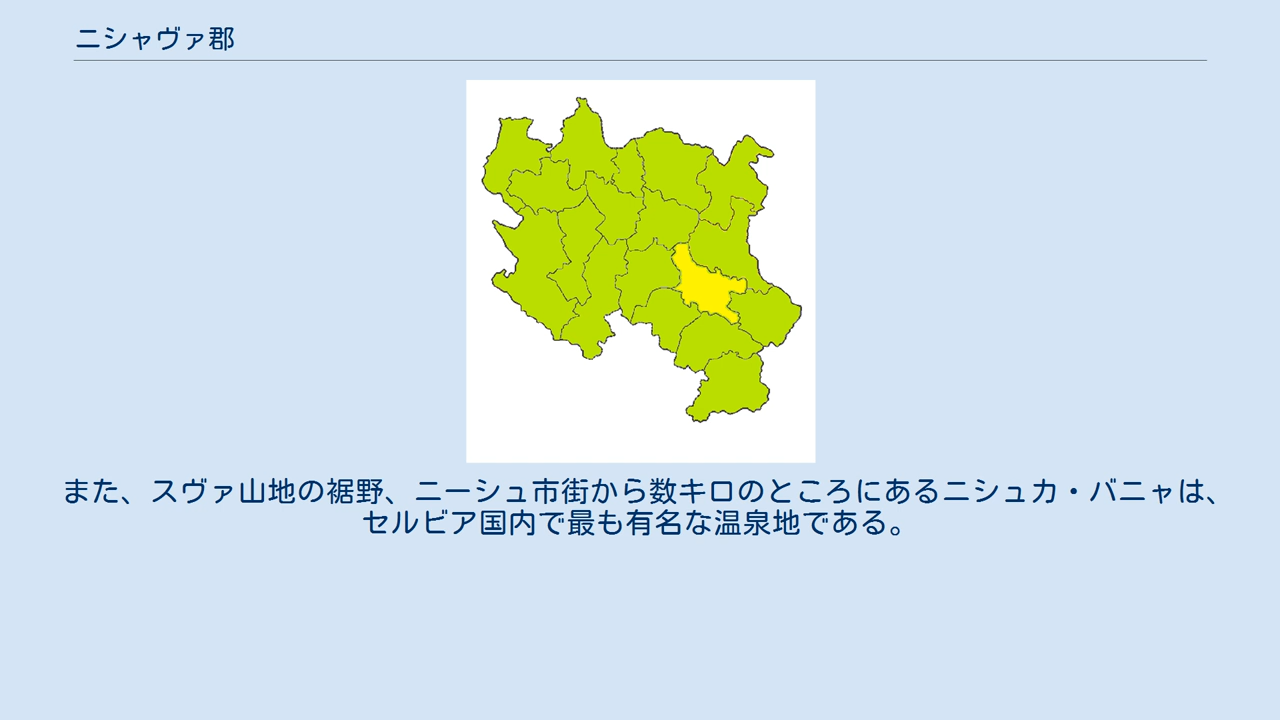 ニシャヴァ郡
また、スヴァ山地の裾野、ニーシュ市街から数キロのところにあるニシュカ・バニャは、
セルビア国内で最も有名な温泉地である。